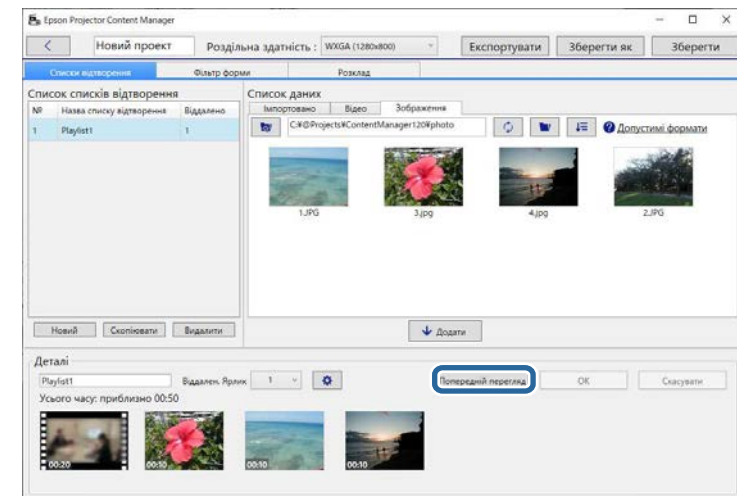 Epson Projector Content Manager
Новий проект Роздільна здатність : WXGA (1280x800) Експортувати Зберегти як Зберегти
Списки відтворення Фільтр форми Розклад
Список списків відтворення Список даних
№ Назва списку відтворення Віддалено Імпортовано Відео Зображення
1 Playlist1 1 C:¥@Projects¥ContentManager120¥photo Допустимі формати
1.JPG 3.jpg 4.jpg 2.JPG
Новий Скопіювати Видалити Додати
Деталі
Playlist1 Віддален. Ярлик 1 Попередній перегляд OK Скасувати
Усього часу: приблизно 00:50
00:20 00:10 00:10 00:10